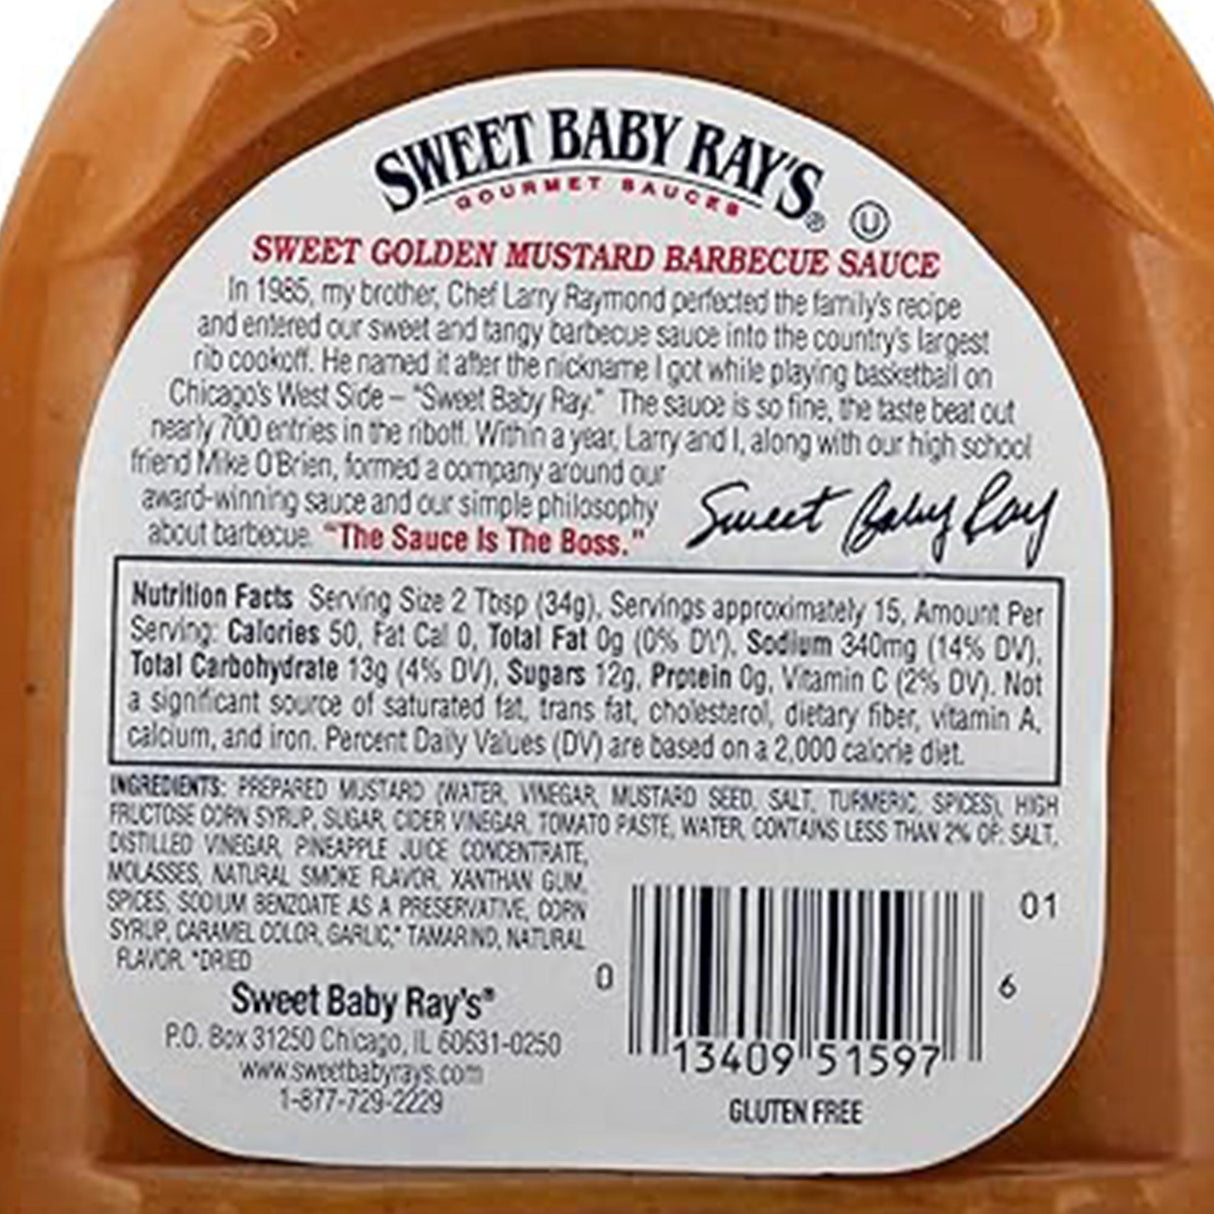 SWEET BABY RAY'S®
GOURMET SAUCES
U
SWEET GOLDEN MUSTARD BARBECUE SAUCE
In 1985, my brother, Chef Larry Raymond perfected the family's recipe
and entered our sweet and tangy barbecue sauce into the country's largest
rib cookoff. He named it after the nickname I got while playing basketball on
Chicago's West Side – "Sweet Baby Ray." The sauce is so fine, the taste beat out
nearly 700 entries in the riboff. Within a year, Larry and I, along with our high school
friend Mike O'Brien, formed a company around our
award-winning sauce and our simple philosophy
about barbecue. "The Sauce Is The Boss."
Sweet Baby Ray
Nutrition Facts Serving Size 2 Tbsp (34g), Servings approximately 15, Amount Per
Serving: Calories 50, Fat Cal 0, Total Fat 0g (0% DV), Sodium 340mg (14% DV),
Total Carbohydrate 13g (4% DV), Sugars 12g, Protein 0g, Vitamin C (2% DV). Not
a significant source of saturated fat, trans fat, cholesterol, dietary fiber, vitamin A,
calcium, and iron. Percent Daily Values (DV) are based on a 2,000 calorie diet.
INGREDIENTS: PREPARED MUSTARD (WATER, VINEGAR, MUSTARD SEED, SALT, TURMERIC, SPICES), HIGH
FRUCTOSE CORN SYRUP, SUGAR, CIDER VINEGAR, TOMATO PASTE, WATER, CONTAINS LESS THAN 2% OF: SALT,
DISTILLED VINEGAR, PINEAPPLE JUICE CONCENTRATE,
MOLASSES, NATURAL SMOKE FLAVOR, XANTHAN GUM,
SPICES, SODIUM BENZOATE AS A PRESERVATIVE, CORN
SYRUP, CARAMEL COLOR, GARLIC,* TAMARIND, NATURAL
FLAVOR. *DRIED
Sweet Baby Ray's®
P.O. Box 31250 Chicago, IL 60631-0250
www.sweetbabyrays.com
1-877-729-2229
01
0 13409 51597 6
GLUTEN FREE